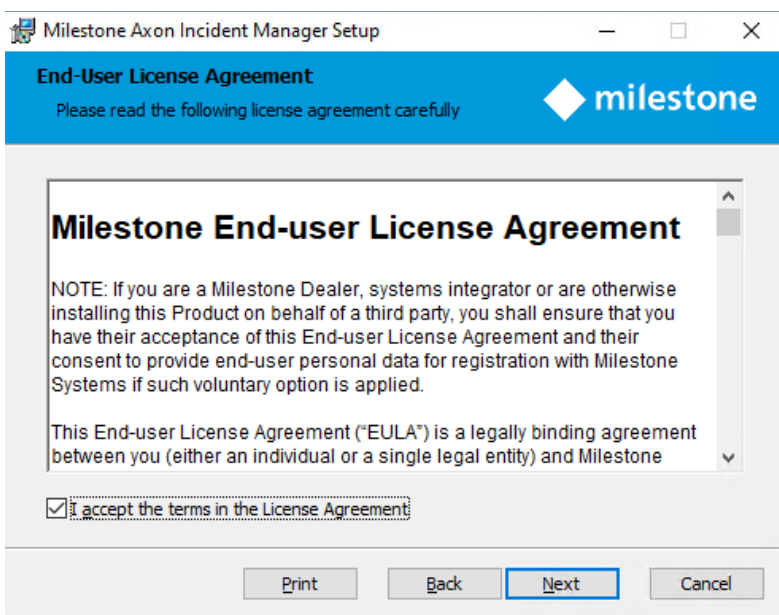 Milestone Axon Incident Manager Setup
End-User License Agreement
Please read the following license agreement carefully
milestone
Milestone End-user License Agreement
NOTE: If you are a Milestone Dealer, systems integrator or are otherwise
installing this Product on behalf of a third party, you shall ensure that you
have their acceptance of this End-user License Agreement and their
consent to provide end-user personal data for registration with Milestone
Systems if such voluntary option is applied.
This End-user License Agreement (“EULA”) is a legally binding agreement
between you (either an individual or a single legal entity) and Milestone
I accept the terms in the License Agreement
Print Back Next Cancel